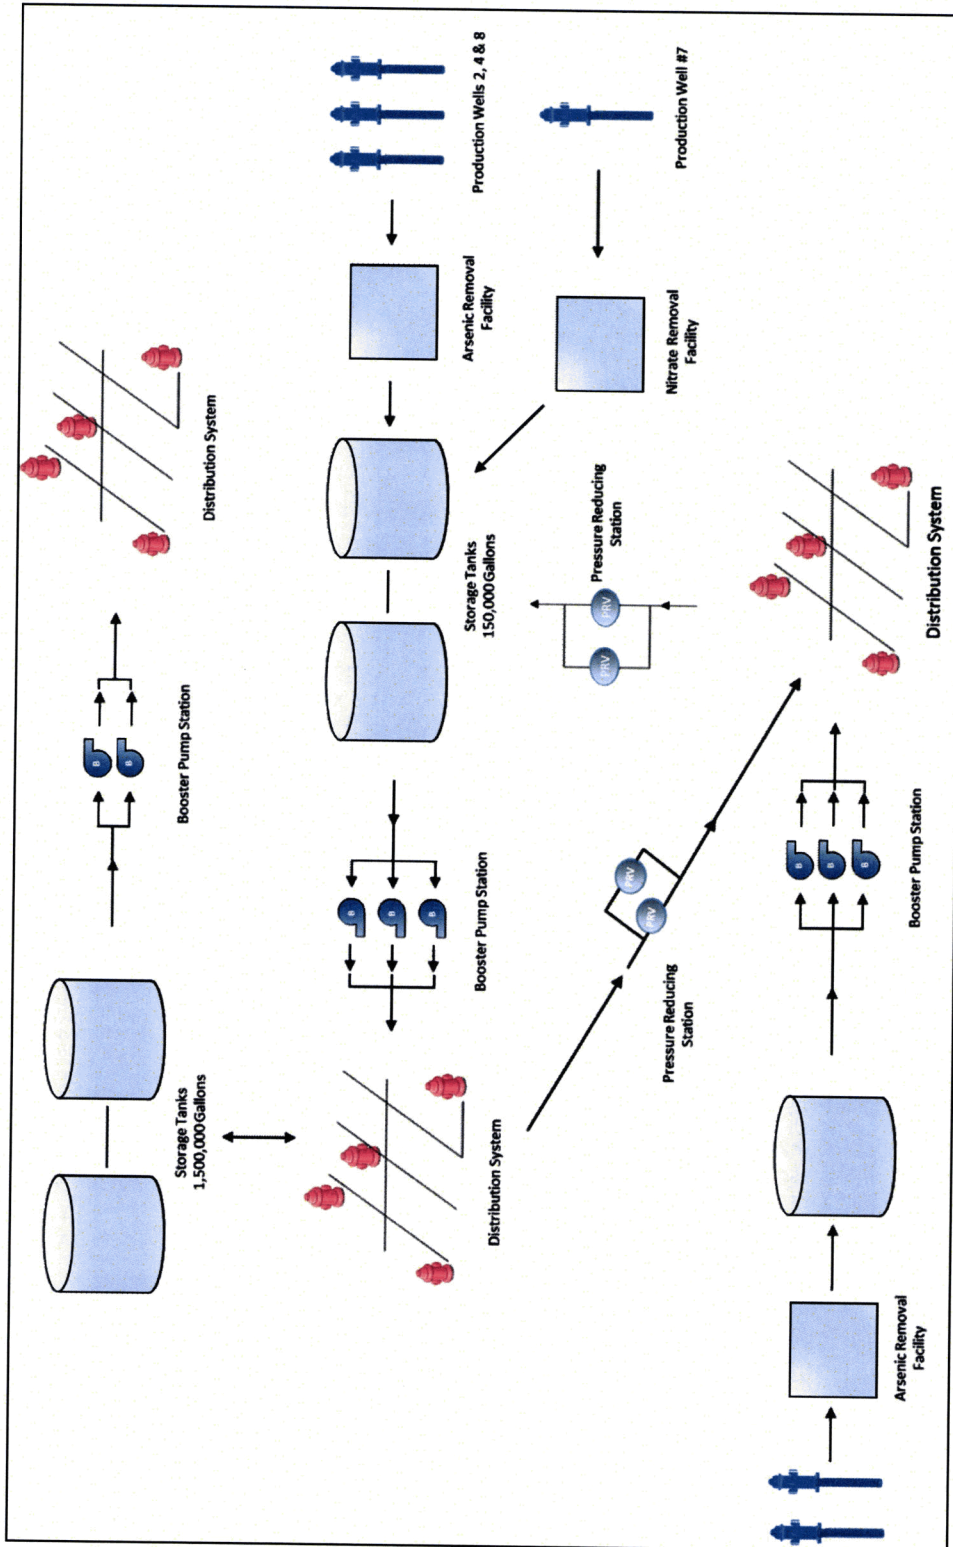 Production Wells 2, 4 & 8
Production Well #7
Arsenic Removal
Facility
Nitrate Removal
Facility
Distribution System
Storage Tanks
150,000 Gallons
Pressure Reducing
Station
PRV
PRV
Distribution System
Booster Pump Station
B
B
Booster Pump Station
B
B
B
PRV
PRV
Pressure Reducing
Station
Booster Pump Station
B
B
B
Storage Tanks
1,500,000 Gallons
Distribution System
Arsenic Removal
Facility